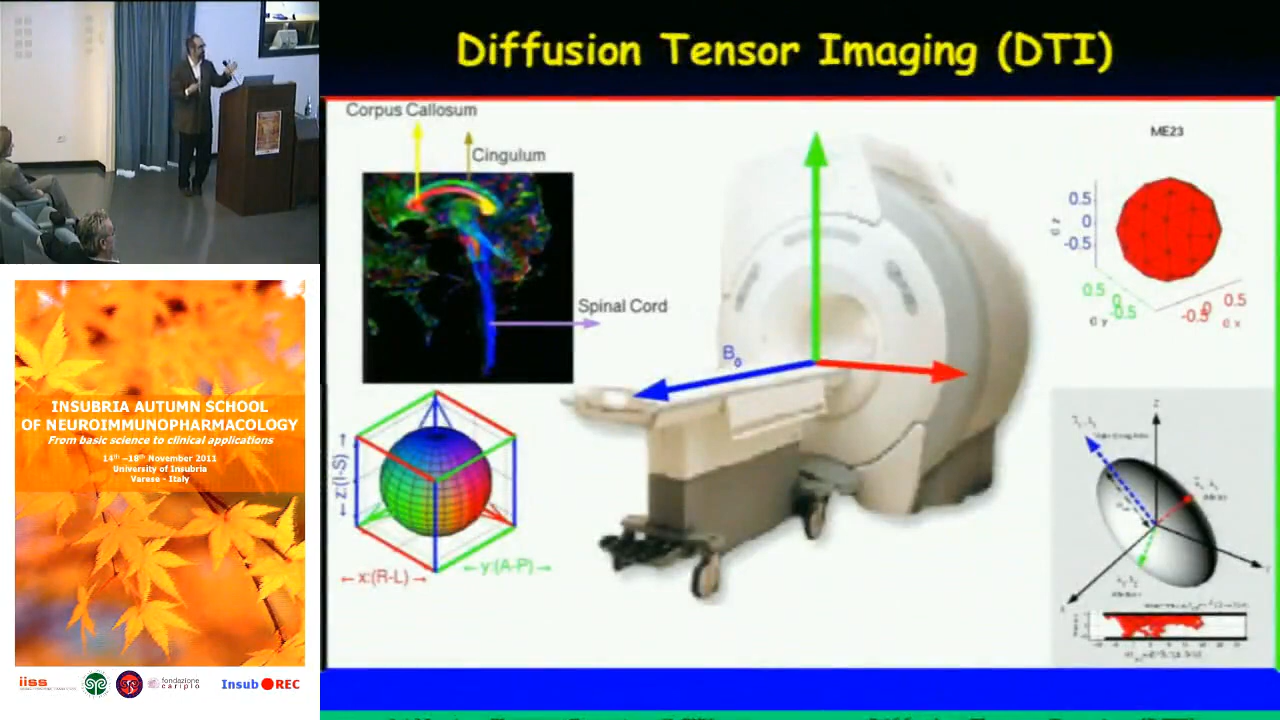 Diffusion Tensor Imaging (DTI)
Corpus Callosum
Cingulum
Spinal Cord
B0
ME23
0.5
0
-0.5
0.5
0
-0.5
-0.5
0
0.5
z:(I-S)
x:(R-L)
y:(A-P)
INSUBRIA AUTUMN SCHOOL
OF NEUROIMMUNOPHARMACOLOGY
From basic science to clinical applications
14th –18th November 2011
University of Insubria
Varese - Italy
iiss
fondazione
cariplo
Insub REC